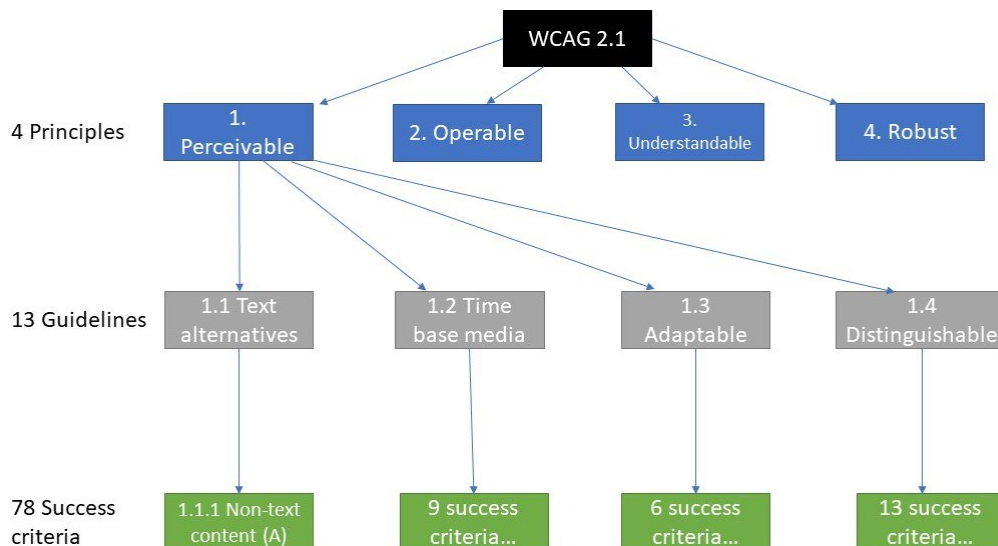 WCAG 2.1
4 Principles
1.
Perceivable
2. Operable
3.
Understandable
4. Robust
13 Guidelines
1.1 Text
alternatives
1.2 Time
base media
1.3
Adaptable
1.4
Distinguishable
78 Success
criteria
1.1.1 Non-text
content (A)
9 success
criteria...
6 success
criteria...
13 success
criteria...